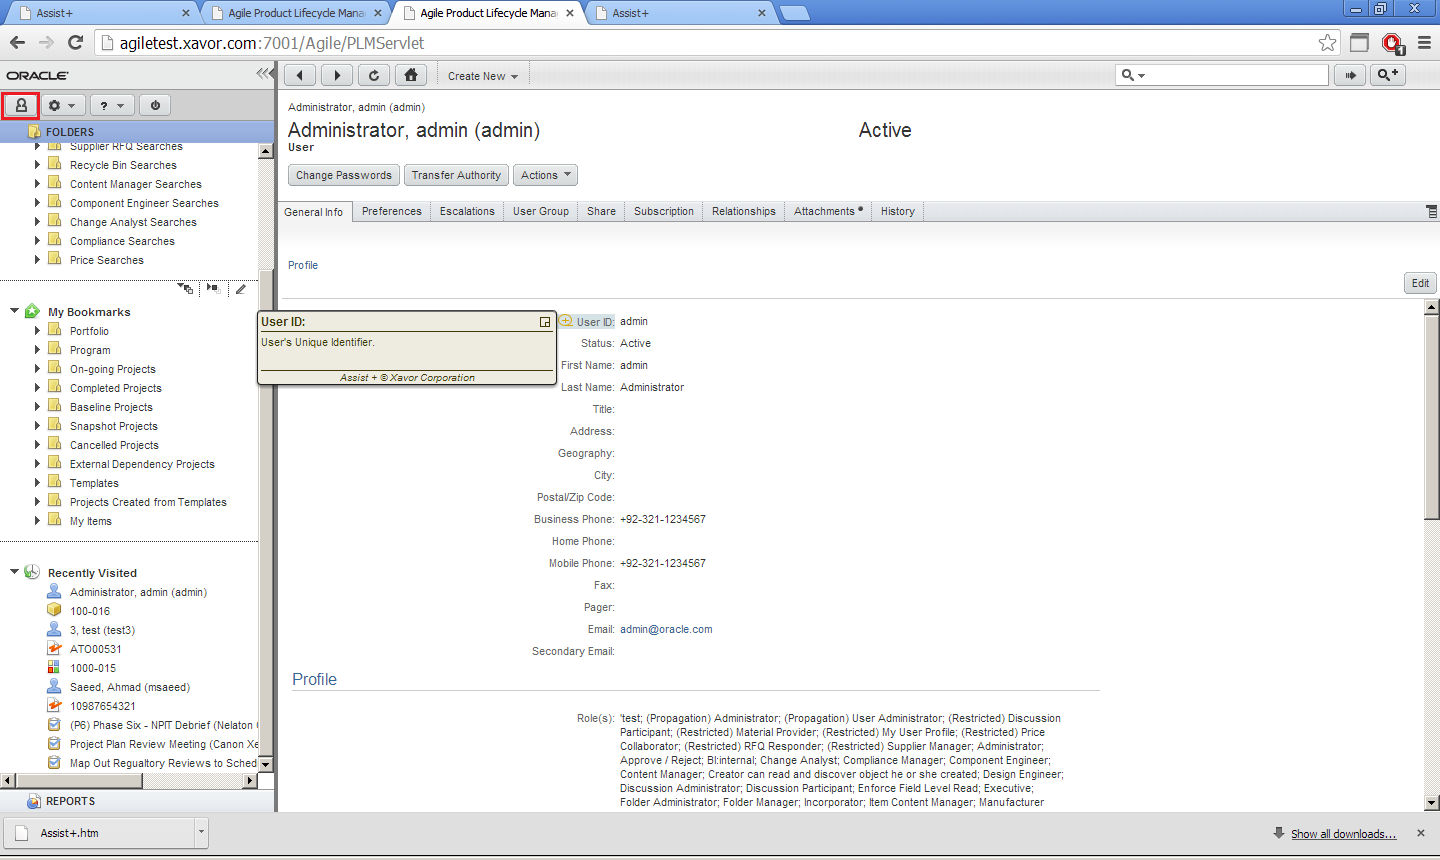 Assist+
Agile Product Lifecycle Mana
Agile Product Lifecycle Mana
Assist+
agiletest.xavor.com:7001/Agile/PLMServlet
1
ORACLE
Create New
?
FOLDERS
Supplier RFQ Searches
Recycle Bin Searches
Content Manager Searches
Component Engineer Searches
Change Analyst Searches
Compliance Searches
Price Searches
My Bookmarks
Portfolio
Program
On-going Projects
Completed Projects
Baseline Projects
Snapshot Projects
Cancelled Projects
External Dependency Projects
Templates
Projects Created from Templates
My Items
Recently Visited
Administrator, admin (admin)
100-016
3, test (test3)
ATO00531
1000-015
Saeed, Ahmad (msaeed)
10987654321
(P6) Phase Six - NPIT Debrief (Nelaton
Project Plan Review Meeting (Canon Xe
Map Out Regualtory Reviews to Sched
REPORTS
Administrator, admin (admin)
Administrator, admin (admin) Active
User
Change Passwords Transfer Authority Actions
General Info Preferences Escalations User Group Share Subscription Relationships Attachments History
Profile
Edit
User ID:
User's Unique Identifier.
Assist + © Xavor Corporation
User ID: admin
Status: Active
First Name: admin
Last Name: Administrator
Title:
Address:
Geography:
City:
Postal/Zip Code:
Business Phone: +92-321-1234567
Home Phone:
Mobile Phone: +92-321-1234567
Fax:
Pager:
Email: admin@oracle.com
Secondary Email:
Profile
Role(s): 'test; (Propagation) Administrator; (Propagation) User Administrator; (Restricted) Discussion
Participant; (Restricted) Material Provider; (Restricted) My User Profile; (Restricted) Price
Collaborator; (Restricted) RFQ Responder; (Restricted) Supplier Manager; Administrator;
Approve / Reject; BI:internal; Change Analyst; Compliance Manager; Component Engineer;
Content Manager; Creator can read and discover object he or she created; Design Engineer;
Discussion Administrator; Discussion Participant; Enforce Field Level Read; Executive;
Folder Administrator; Folder Manager; Incorporator; Item Content Manager; Manufacturer
Assist+.htm
Show all downloads...